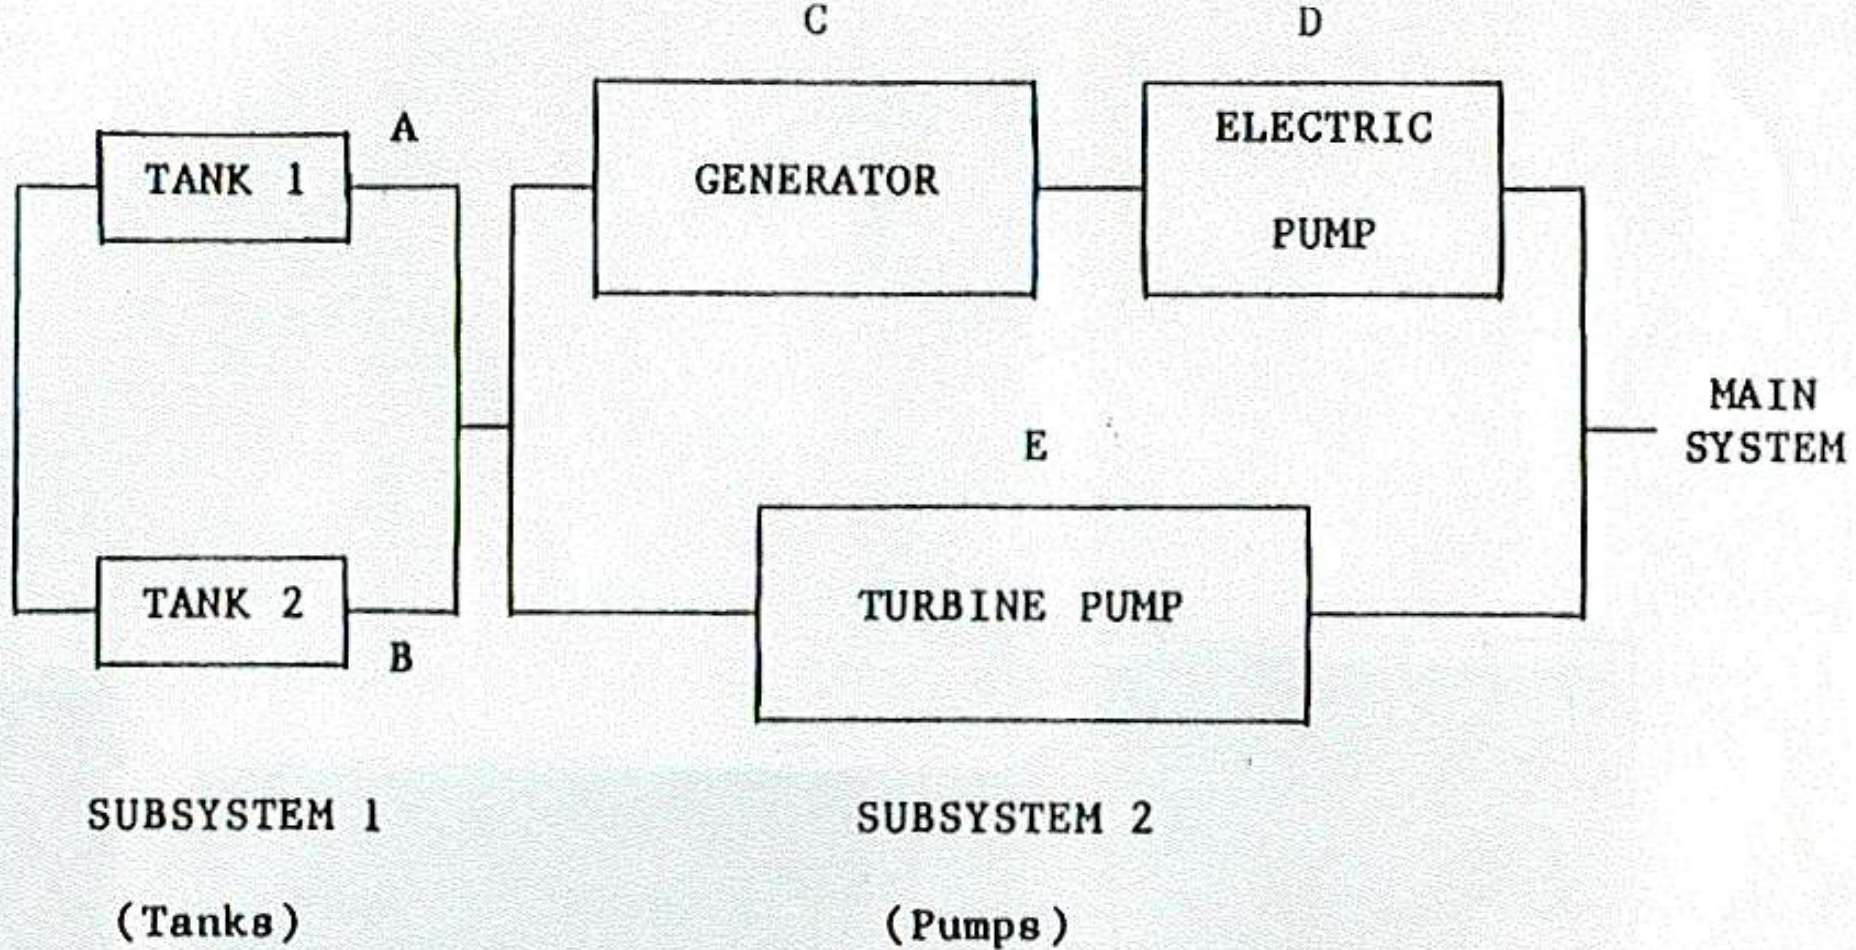 C
D
A
TANK 1
GENERATOR
ELECTRIC
PUMP
E
MAIN
SYSTEM
TANK 2
B
TURBINE PUMP
SUBSYSTEM 1
(Tanks)
SUBSYSTEM 2
(Pumps)